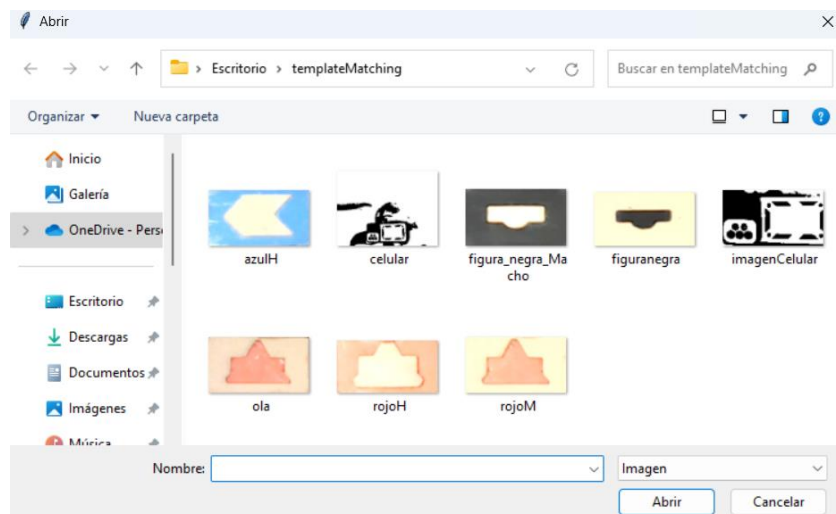 Abrir
Escritorio > templateMatching
Buscar en templateMatching
Organizar
Nueva carpeta
Inicio
Galería
OneDrive - Pers
azulH
celular
figura_negra_Ma
cho
figuranegra
imagenCelular
Escritorio
Descargas
Documentos
Imágenes
Música
ola
rojoH
rojoM
Nombre:
Imagen
Abrir
Cancelar